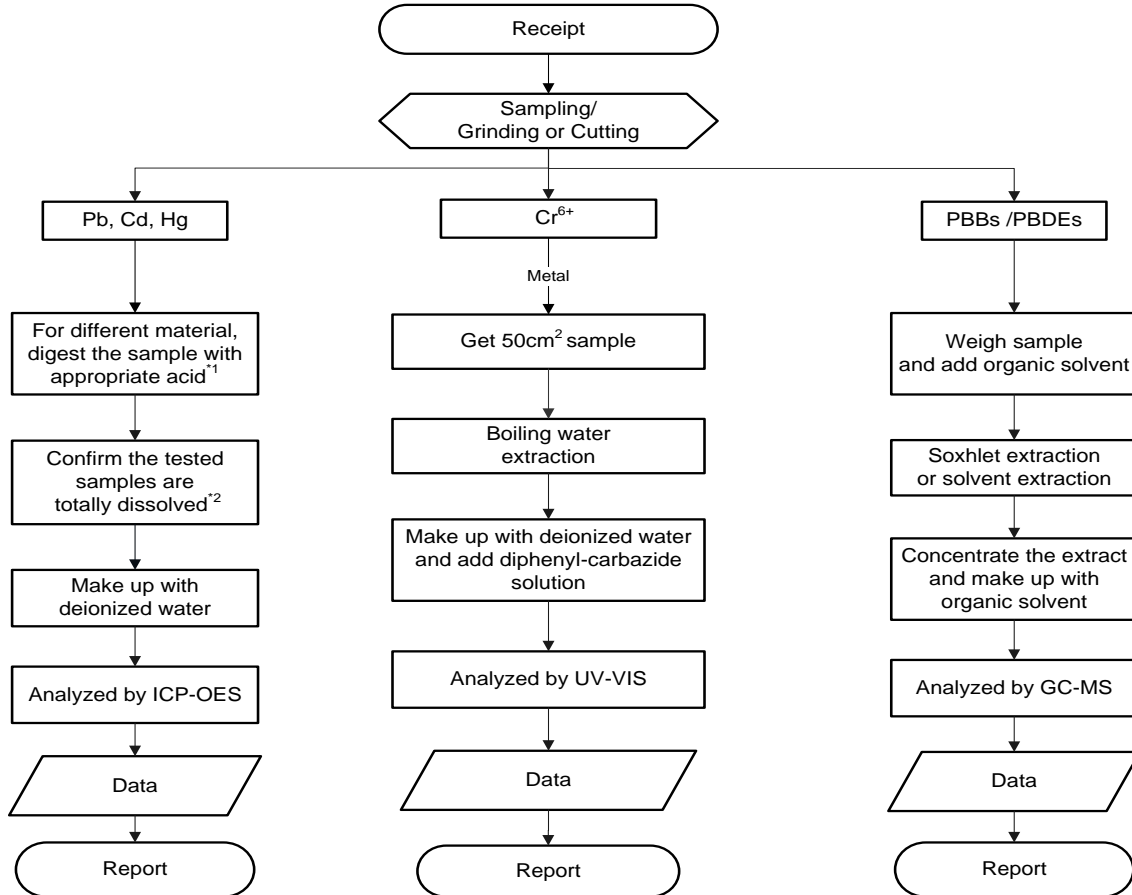 Receipt
Sampling/
Grinding or Cutting
Pb, Cd, Hg
For different material,
digest the sample with
appropriate acid*1
Confirm the tested
samples are
totally dissolved*2
Make up with
deionized water
Analyzed by ICP-OES
Data
Report
Cr6+
Metal
Get 50cm2 sample
Boiling water
extraction
Make up with deionized water
and add diphenyl-carbazide
solution
Analyzed by UV-VIS
Data
Report
PBBs /PBDEs
Weigh sample
and add organic solvent
Soxhlet extraction
or solvent extraction
Concentrate the extract
and make up with
organic solvent
Analyzed by GC-MS
Data
Report